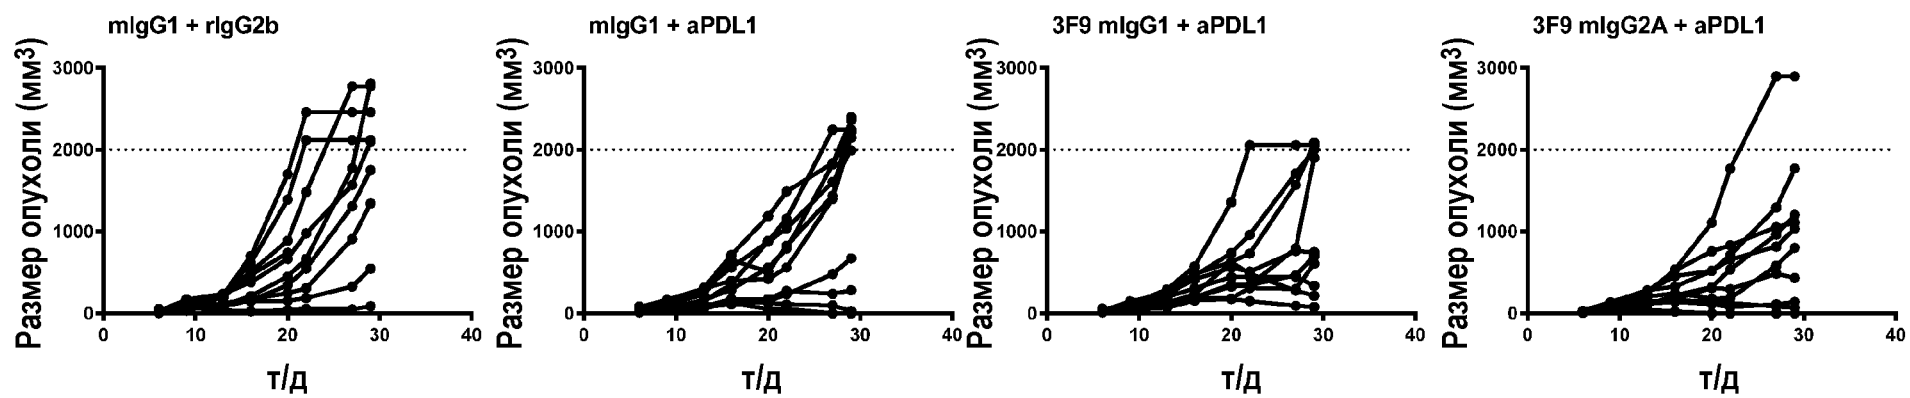 mIgG1 + rIgG2b
Размер опухоли (мм3)
3000
2000
1000
0
0 10 20 30 40
т/д
mIgG1 + aPDL1
Размер опухоли (мм3)
3000
2000
1000
0
0 10 20 30 40
т/д
3F9 mIgG1 + aPDL1
Размер опухоли (мм3)
3000
2000
1000
0
0 10 20 30 40
т/д
3F9 mIgG2A + aPDL1
Размер опухоли (мм3)
3000
2000
1000
0
0 10 20 30 40
т/д